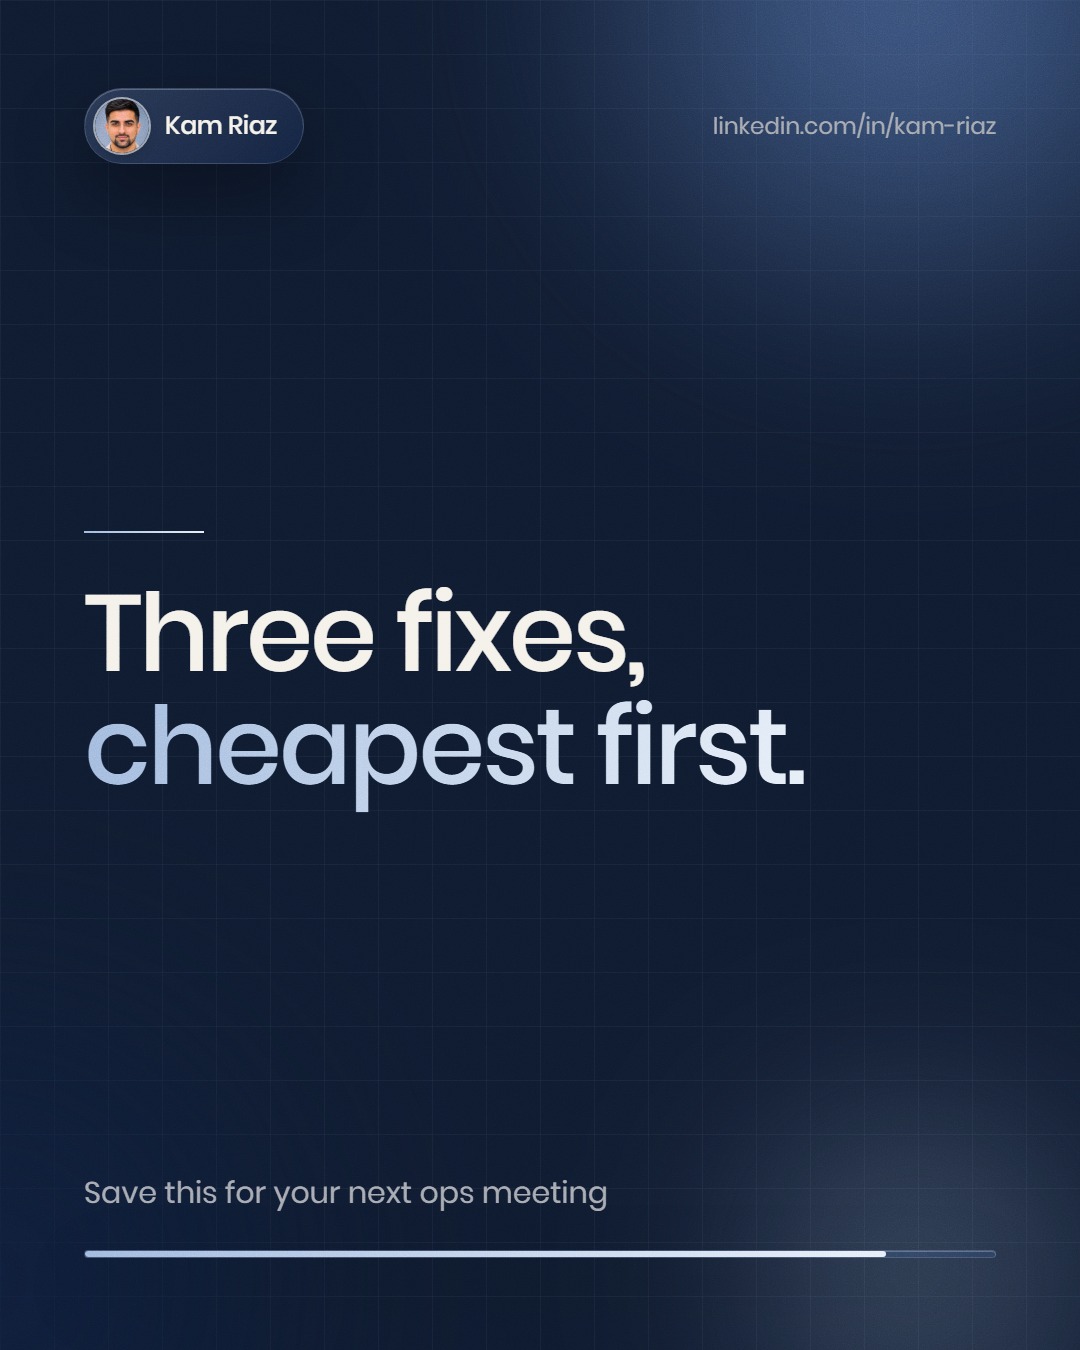 Kam Riaz
linkedin.com/in/kam-riaz
Three fixes,
cheapest first.
Save this for your next ops meeting